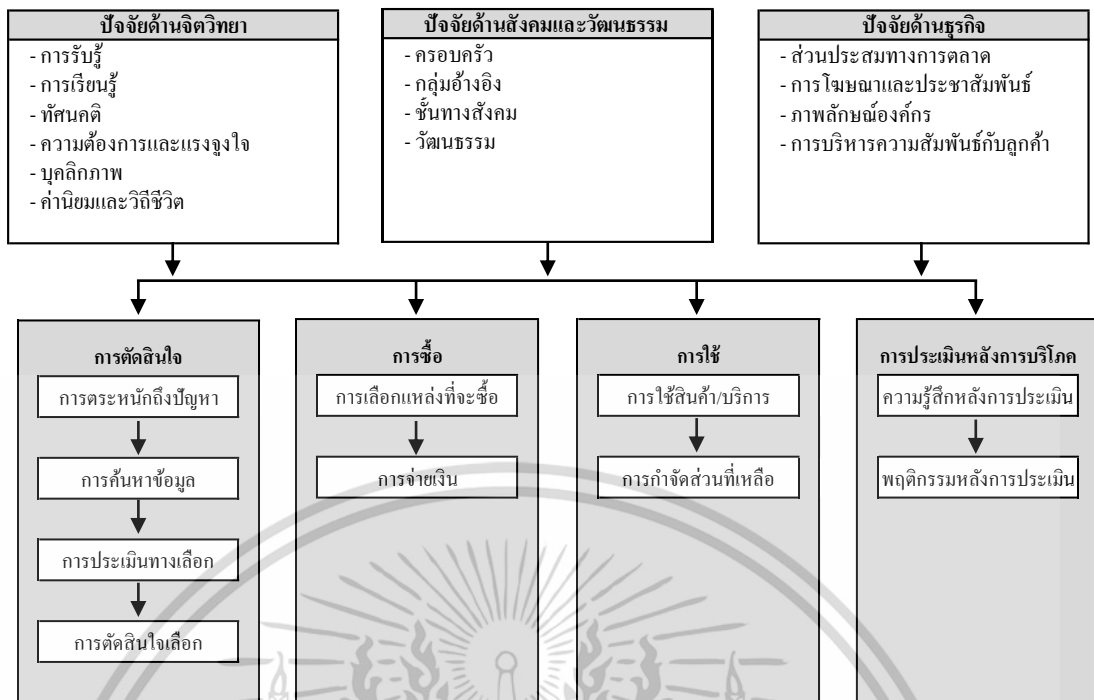 ปัจจัยด้านจิตวิทยา
- การรับรู้
- การเรียนรู้
- ทัศนคติ
- ความต้องการและแรงจูงใจ
- บุคลิกภาพ
- ค่านิยมและวิถีชีวิต
ปัจจัยด้านสังคมและวัฒนธรรม
- ครอบครัว
- กลุ่มอ้างอิง
- ชั้นทางสังคม
- วัฒนธรรม
ปัจจัยด้านธุรกิจ
- ส่วนประสมทางการตลาด
- การโฆษณาและประชาสัมพันธ์
- ภาพลักษณ์องค์กร
- การบริหารความสัมพันธ์กับลูกค้า
การตัดสินใจ
การตระหนักถึงปัญหา
การค้นหาข้อมูล
การประเมินทางเลือก
การตัดสินใจเลือก
การซื้อ
การเลือกแหล่งที่จะซื้อ
การจ่ายเงิน
การใช้
การใช้สินค้า/บริการ
การกำจัดส่วนที่เหลือ
การประเมินหลังการบริโภค
ความรู้สึกหลังการประเมิน
พฤติกรรมหลังการประเมิน